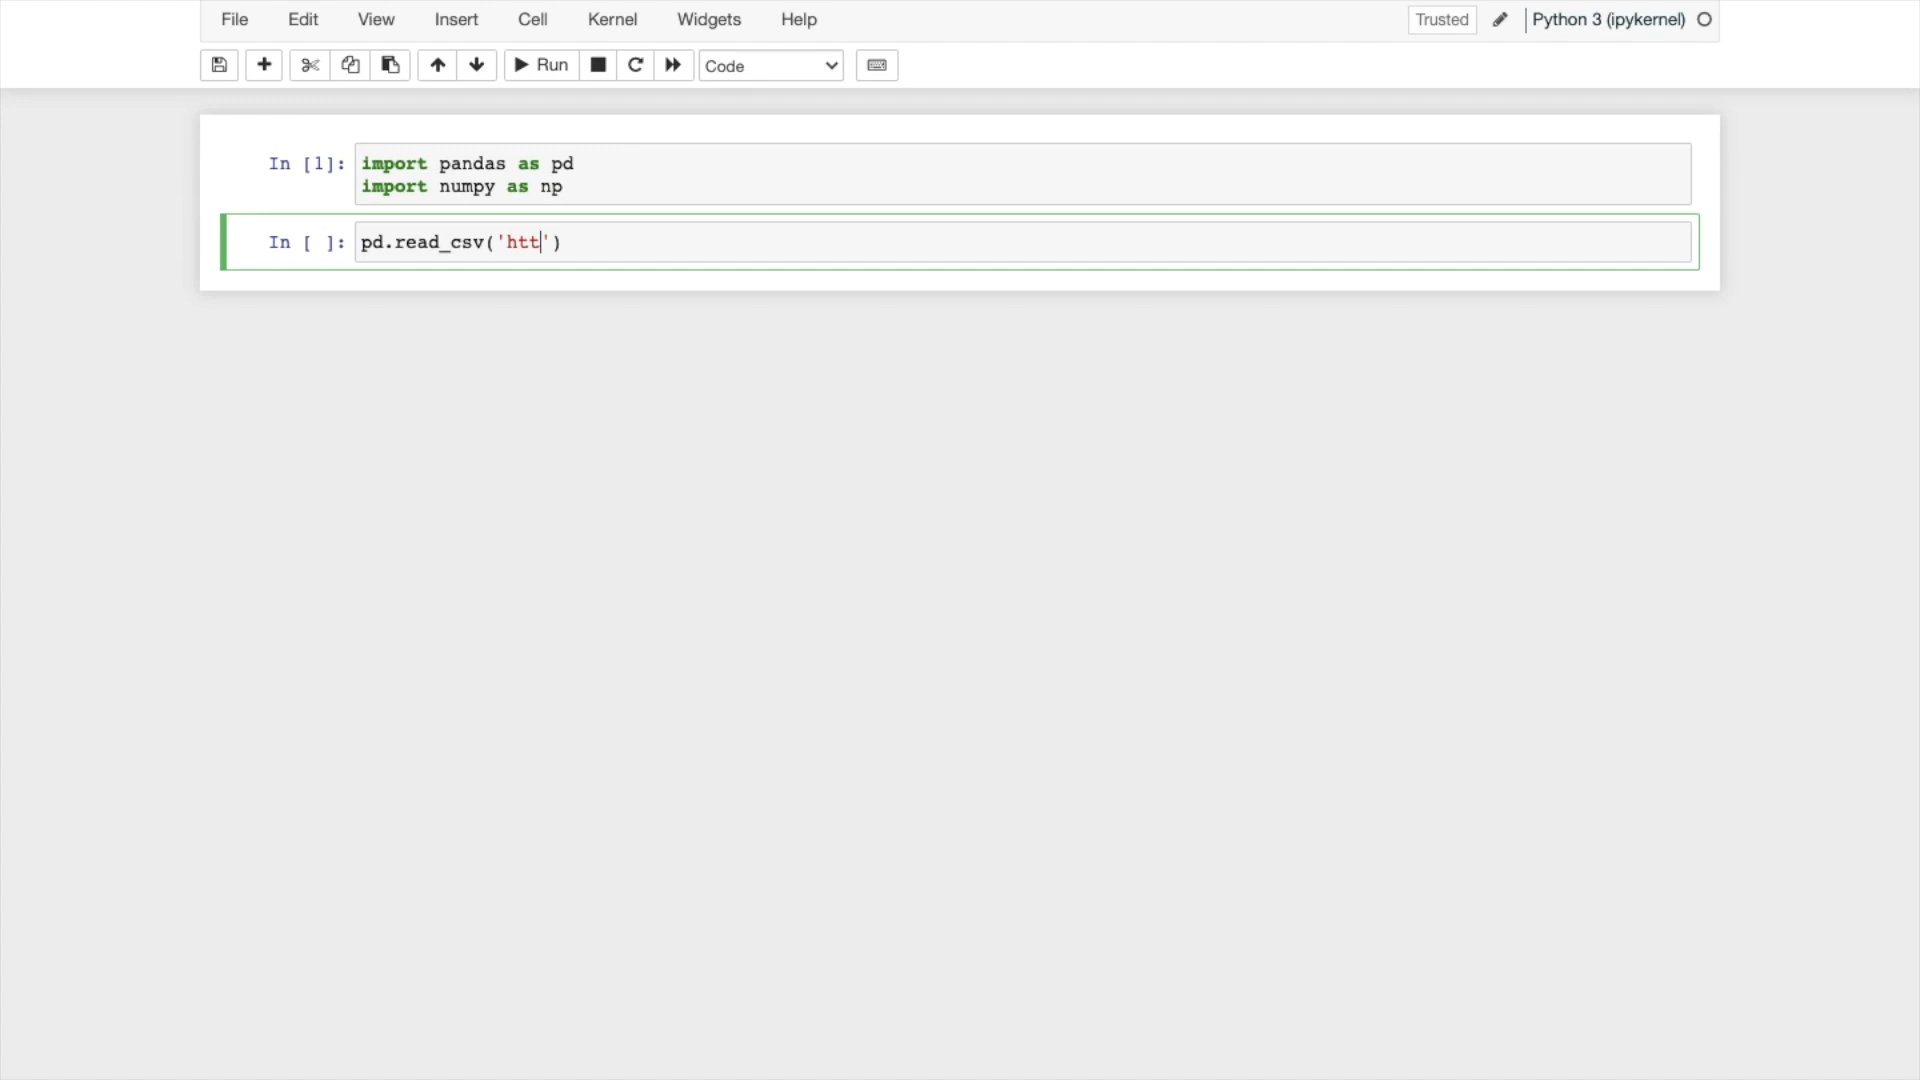 File Edit View Insert Cell Kernel Widgets Help Trusted Python 3 (ipykernel)
Run Code
In [1]: import pandas as pd
import numpy as np
In [ ]: pd.read_csv('htt')